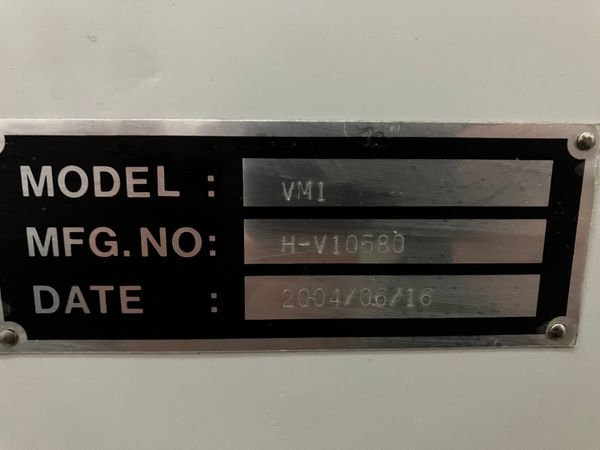 MODEL : VM1
MFG.NO: H-V10580
DATE : 2004/06/16